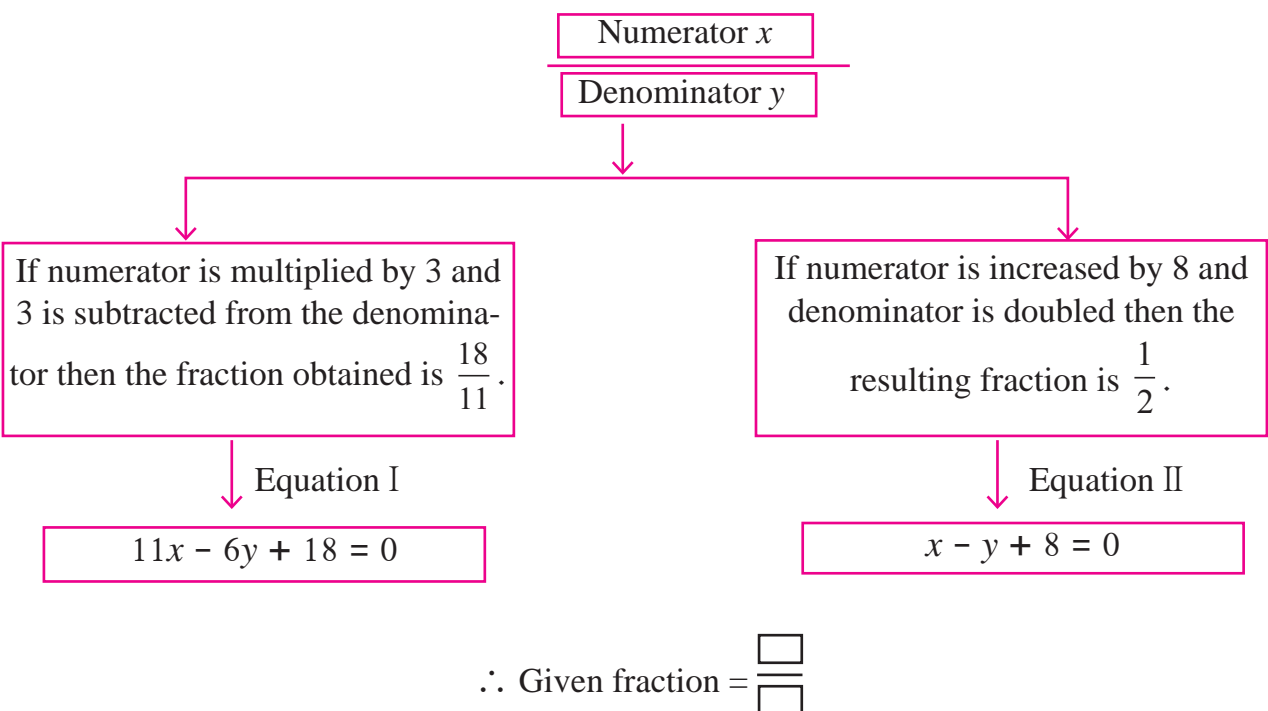 Numerator x
Denominator y
If numerator is multiplied by 3 and
3 is subtracted from the denomina-
tor then the fraction obtained is 18/11 .
If numerator is increased by 8 and
denominator is doubled then the
resulting fraction is 1/2 .
Equation I
Equation II
11x - 6y + 18 = 0
x - y + 8 = 0
∴ Given fraction = □/□